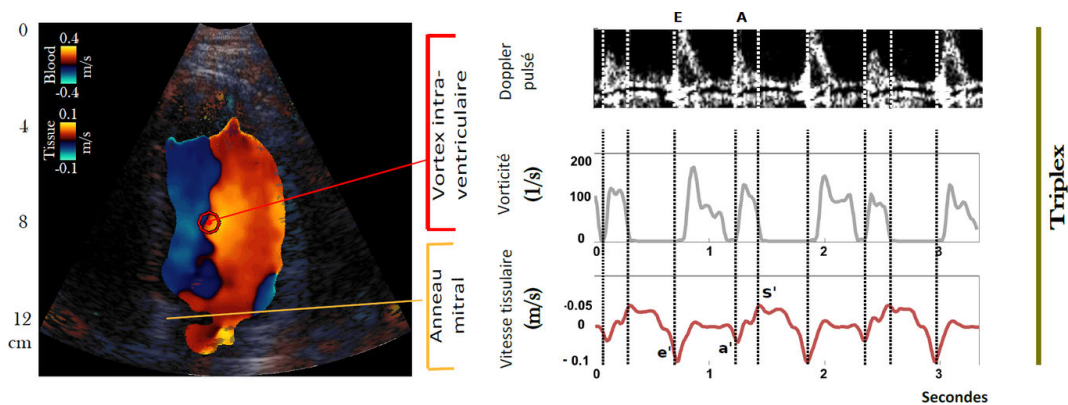 0
4
8
12
cm
0.4
Blood
m/s
-0.4
0.1
Tissue
m/s
-0.1
Vortex intra-
ventriculaire
Anneau
mitral
E A
Doppler
pulsé
Vorticité
(1/s)
200
100
0
0 1 2 3
Vitesse tissulaire
(m/s)
-0.05
0
-0.1
e' a' S'
0 1 2 3
Secondes
Triplex